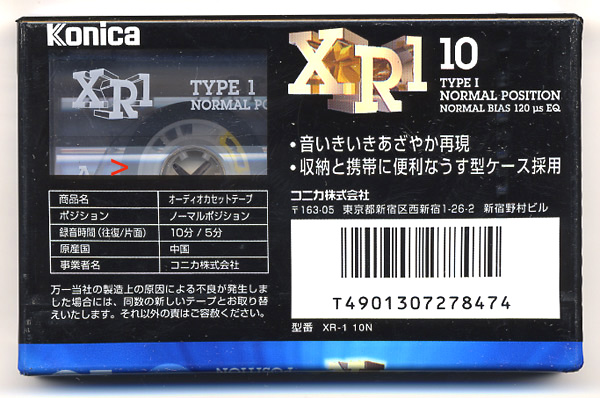 Konica
XR1
TYPE 1
NORMAL PO
A
>
XR1
10
TYPE I
NORMAL POSITION
NORMAL BIAS 120 μs EQ
・音いきいきあざやか再現
・収納と携帯に便利なうす型ケース採用
商品名 オーディオカセットテープ
ポジション ノーマルポジション
録音時間(往復/片面) 10分/5分
原産国 中国
事業者名 コニカ株式会社
コニカ株式会社
〒163-05 東京都新宿区西新宿1-26-2 新宿野村ビル
万一当社の製造上の原因による不良が発生しま
した場合には、同数の新しいテープとお取り替
えいたします。それ以外の責はご容赦ください。
T4901307278474
型番 XR-1 10N
POSITION